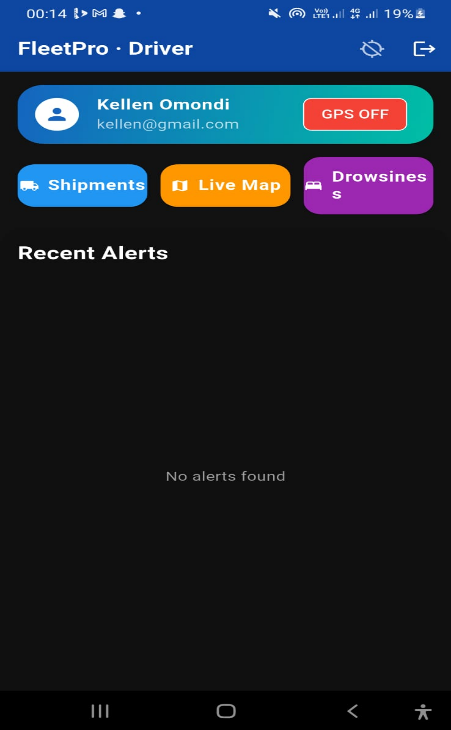 00:14 19%
FleetPro · Driver
Kellen Omondi
kellen@gmail.com
GPS OFF
Shipments
Live Map
Drowsines
s
Recent Alerts
No alerts found